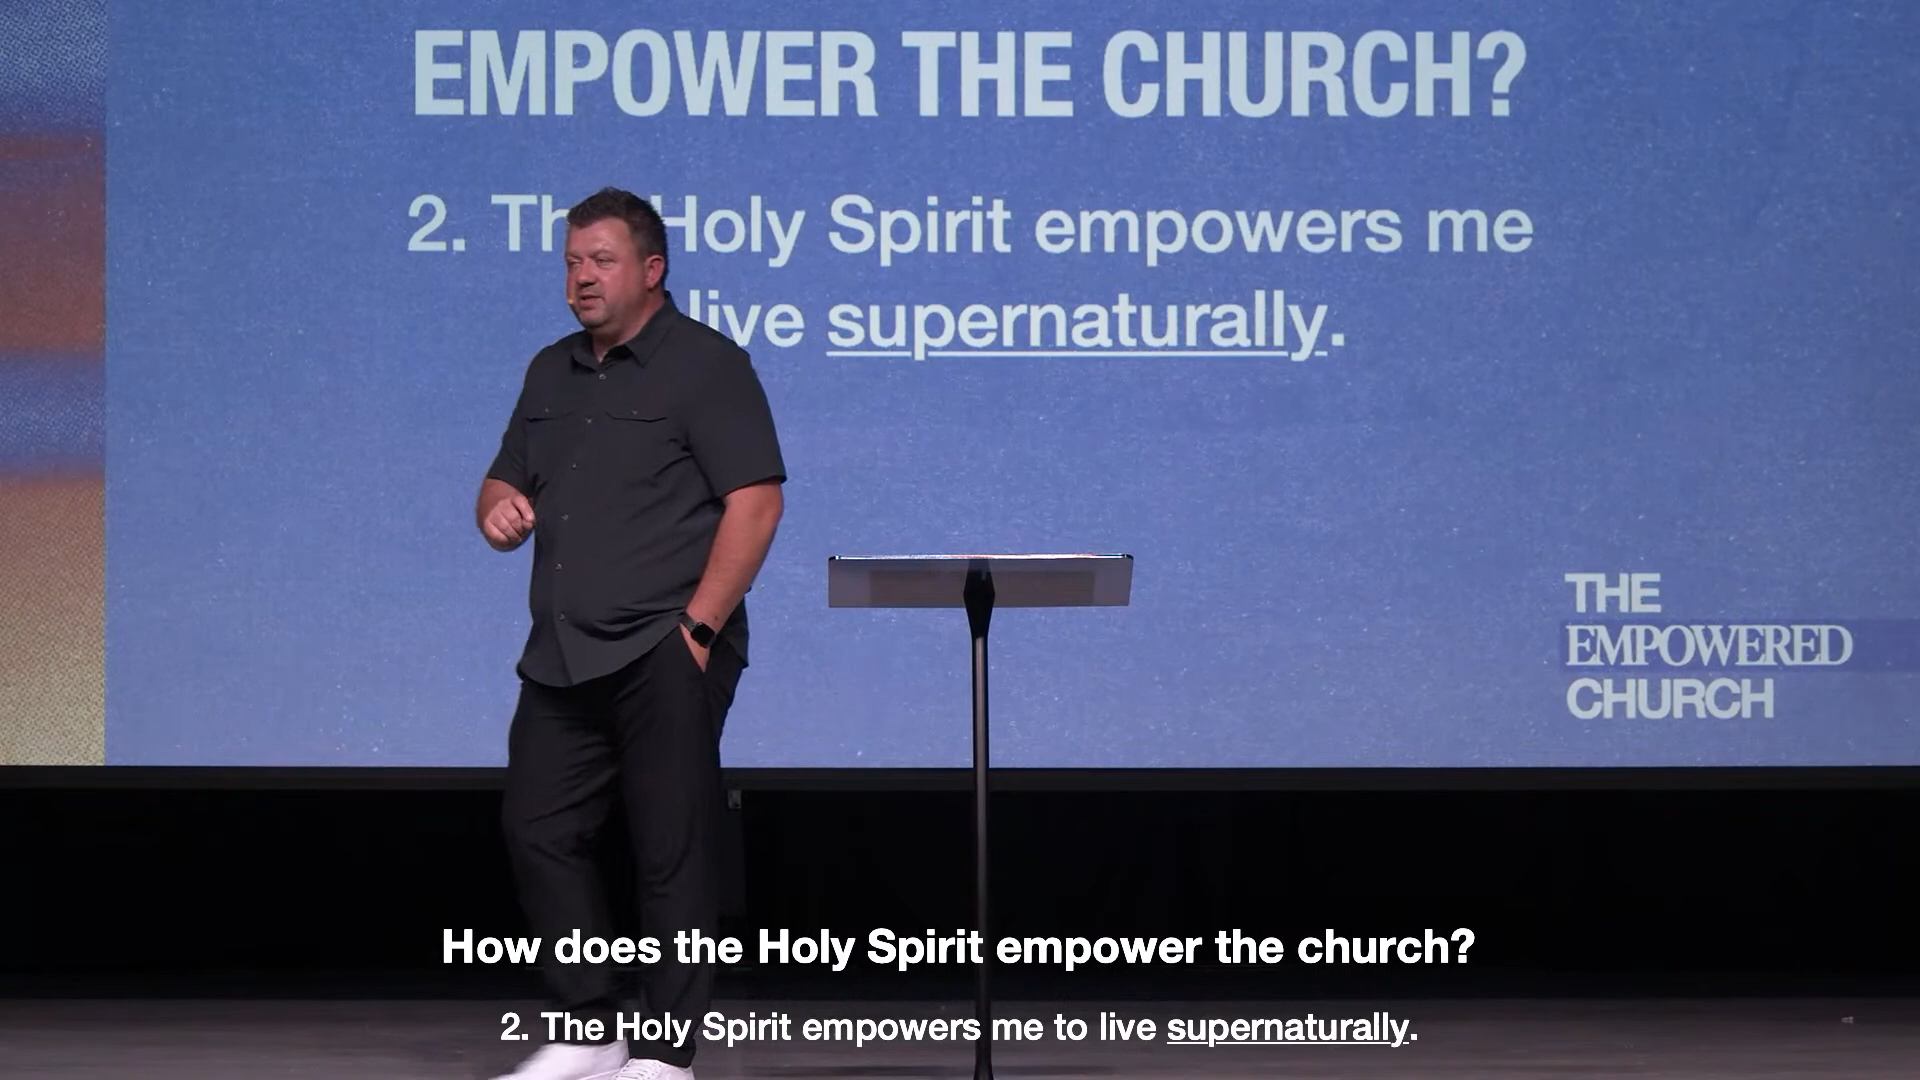 EMPOWER THE CHURCH?
2. Th Holy Spirit empowers me
live supernaturally.
THE
EMPOWERED
CHURCH
How does the Holy Spirit empower the church?
2. The Holy Spirit empowers me to live supernaturally.